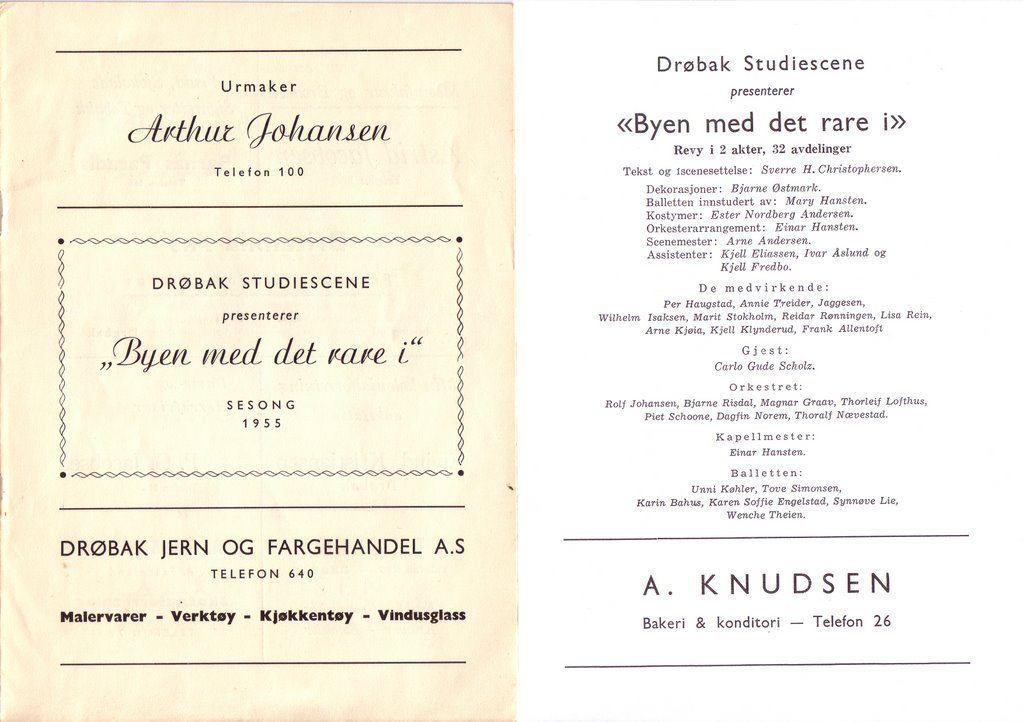 Urmaker
Arthur Johansen
Telefon 100
DRØBAK STUDIESCENE
presenterer
„Byen med det rare i“
SESONG
1955
DRØBAK JERN OG FARGEHANDEL A.S
TELEFON 640
Malervarer - Verktøy - Kjøkkentøy - Vindusglass
Drøbak Studiescene
presenterer
«Byen med det rare i»
Revy i 2 akter, 32 avdelinger
Tekst og iscenesettelse: Sverre H. Christophersen.
Dekorasjoner: Bjarne Østmark.
Balletten innstudert av: Mary Hansten.
Kostymer: Ester Nordberg Andersen.
Orkesterarrangement: Einar Hansten.
Scenemester: Arne Andersen.
Assistenter: Kjell Eliassen, Ivar Åslund og
Kjell Fredbo.
De medvirkende:
Per Haugstad, Annie Treider, Jaggesen,
Wilhelm Isaksen, Marit Stokholm, Reidar Rønningen, Lisa Rein,
Arne Kjøia, Kjell Klynderud, Frank Allentoft
Gjest:
Carlo Gude Scholz.
Orkestret:
Rolf Johansen, Bjarne Risdal, Magnar Graav, Thorleif Lofthus,
Piet Schoone, Dagfin Norem, Thoralf Nævestad.
Kapellmester:
Einar Hansten.
Balletten:
Unni Køhler, Tove Simonsen,
Karin Bahus, Karen Soffie Engelstad, Synnøve Lie,
Wenche Theien.
A. KNUDSEN
Bakeri & konditori — Telefon 26